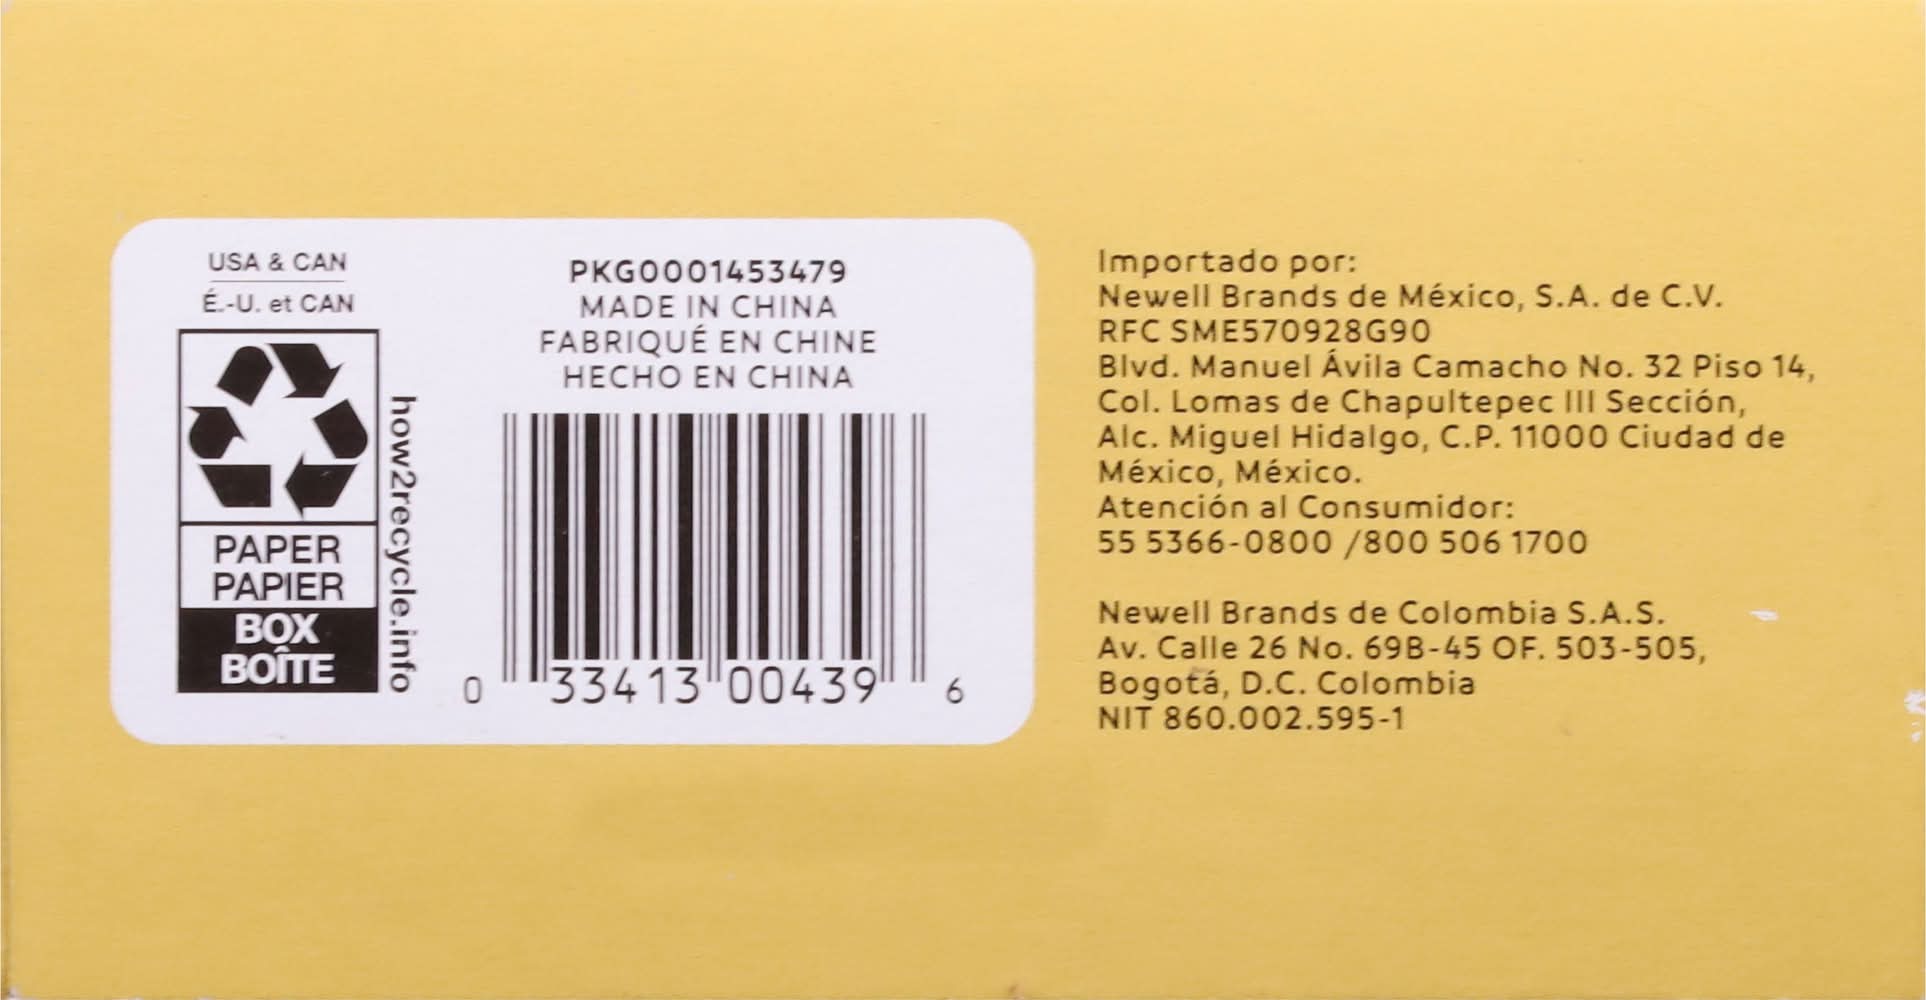 USA & CAN
É.-U. et CAN
PAPER
PAPIER
BOX
BOÎTE
how2recycle.info
PKG0001453479
MADE IN CHINA
FABRIQUÉ EN CHINE
HECHO EN CHINA
0 33413 00439 6
Importado por:
Newell Brands de México, S.A. de C.V.
RFC SME570928G90
Blvd. Manuel Ávila Camacho No. 32 Piso 14,
Col. Lomas de Chapultepec III Sección,
Alc. Miguel Hidalgo, C.P. 11000 Ciudad de
México, México.
Atención al Consumidor:
55 5366-0800 /800 506 1700
Newell Brands de Colombia S.A.S.
Av. Calle 26 No. 69B-45 OF. 503-505,
Bogotá, D.C. Colombia
NIT 860.002.595-1